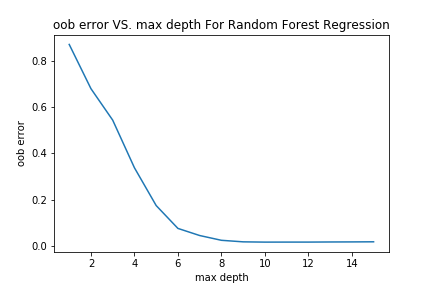 oob error VS. max depth For Random Forest Regression
oob error
0.8
0.6
0.4
0.2
0.0
2 4 6 8 10 12 14
max depth